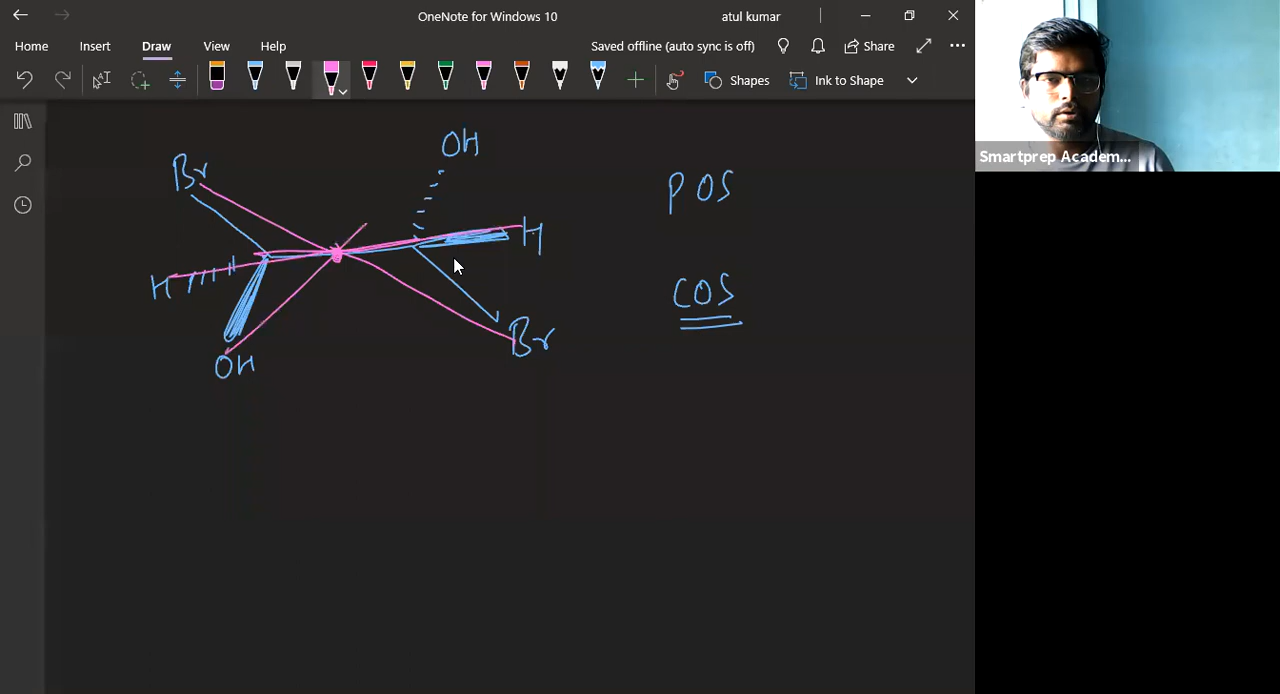 OneNote for Windows 10
atul kumar
Home Insert Draw View Help
Saved offline (auto sync is off)
Share
Shapes
Ink to Shape
Smartprep Academ...
OH
Br
POS
H
H
COS
Br
OH